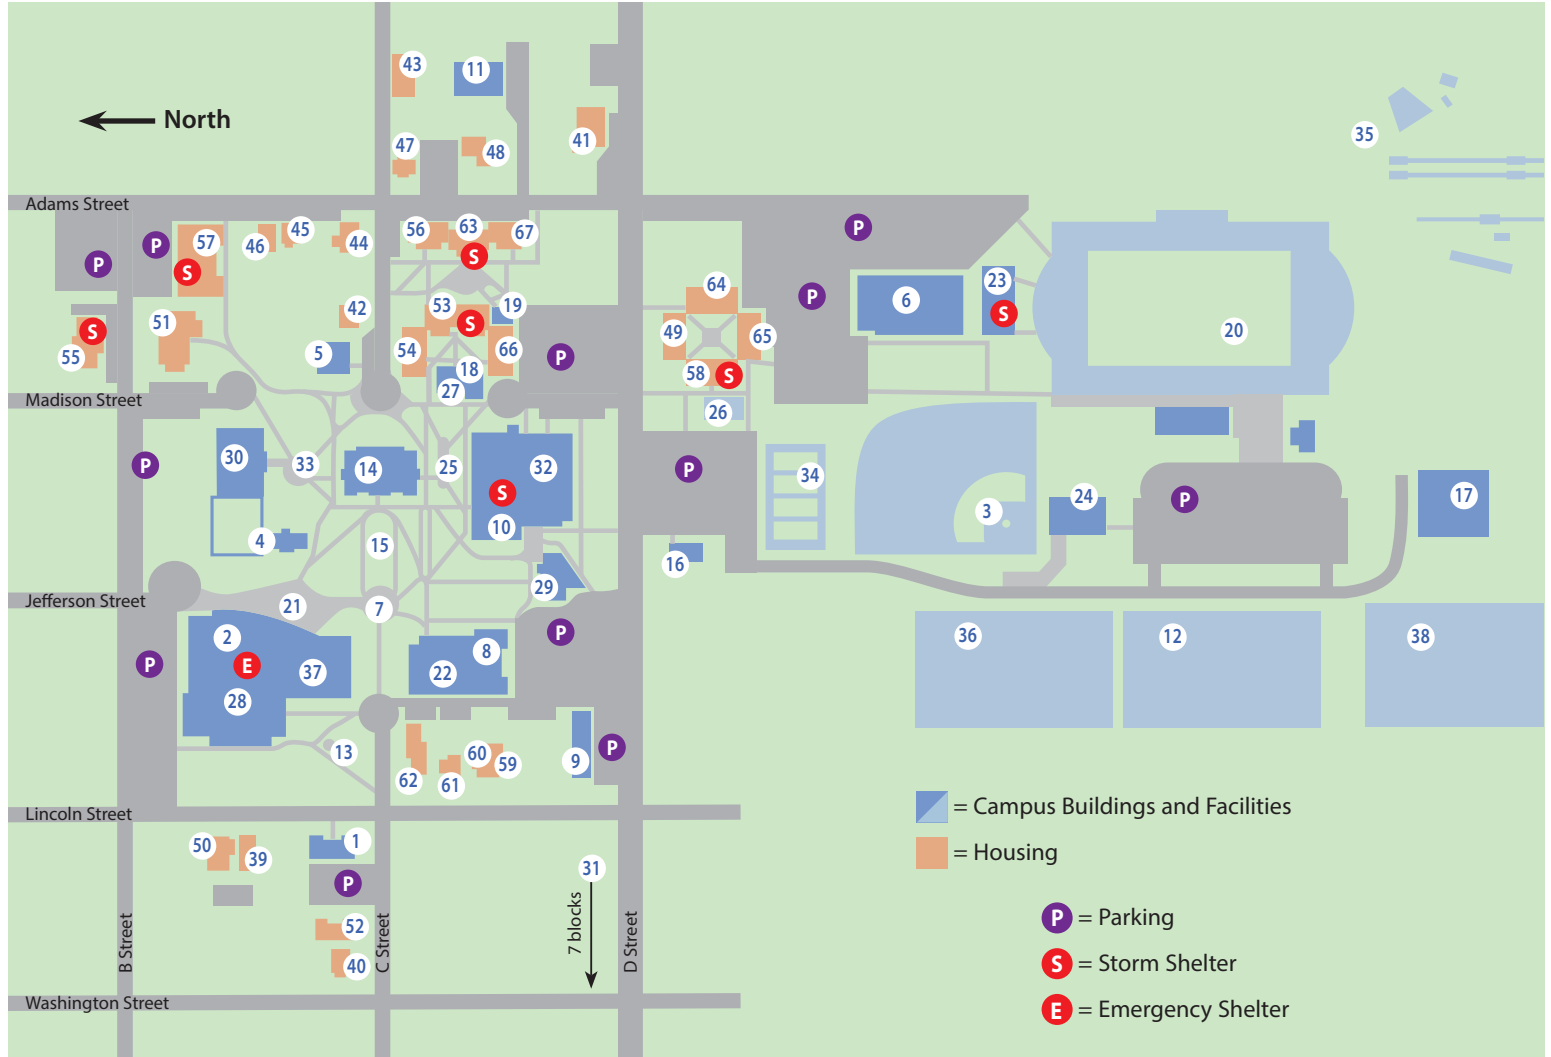 43
11
North
35
47
48
41
Adams Street
P
P
57
S
46
45
44
56
63
67
S
P
P
64
6
23
S
20
51
S
55
42
5
53
S
19
54
18
66
27
P
49
65
58
S
26
Madison Street
P
30
33
14
25
32
S
10
P
34
3
24
P
17
4
15
16
29
Jefferson Street
21
7
P
2
E
37
28
P
8
22
36
12
38
13
62
61
60
59
9
P
Lincoln Street
50
39
1
P
31
7 blocks
52
40
B Street
C Street
D Street
Washington Street
= Campus Buildings and Facilities
= Housing
P = Parking
S = Storm Shelter
E = Emergency Shelter